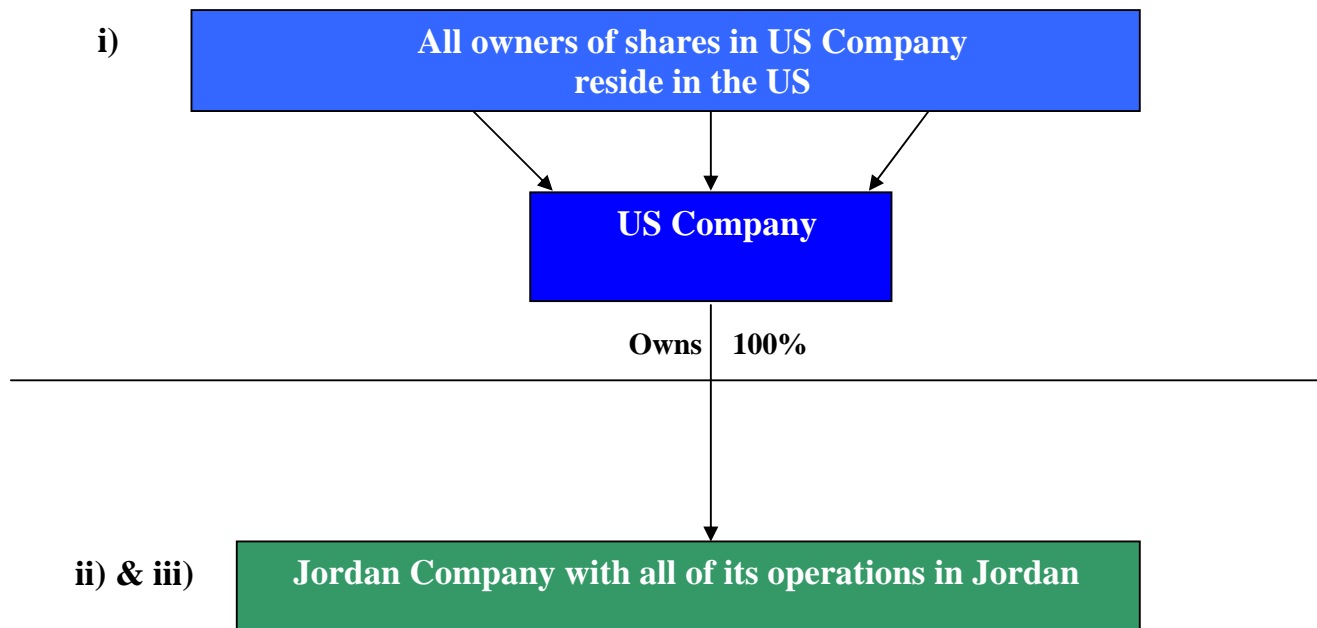 i)
All owners of shares in US Company
reside in the US
US Company
Owns 100%
ii) & iii)
Jordan Company with all of its operations in Jordan